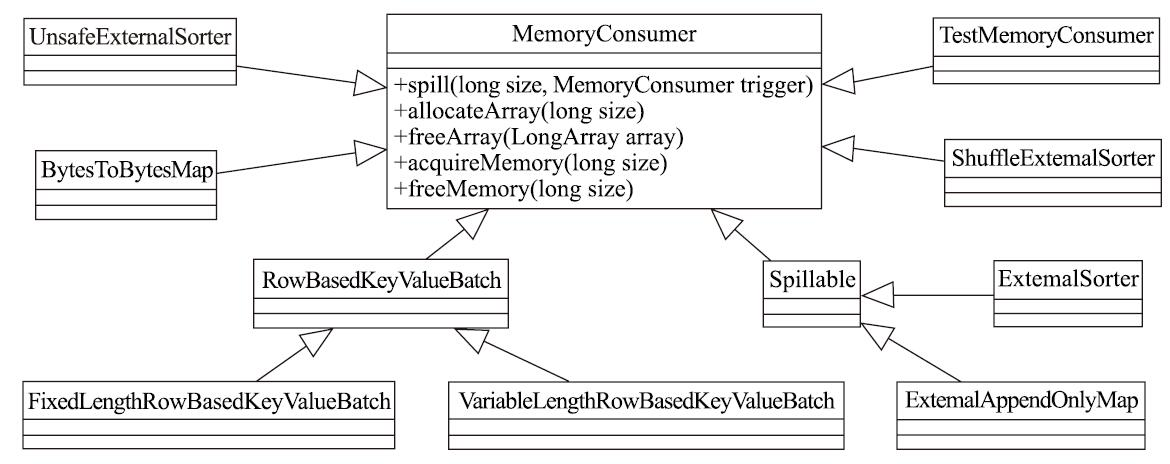 UnsafeExternalSorter
MemoryConsumer
TestMemoryConsumer
+spill(long size, MemoryConsumer trigger)
+allocateArray(long size)
+freeArray(LongArray array)
+acquireMemory(long size)
+freeMemory(long size)
BytesToBytesMap
ShuffleExtemalSorter
RowBasedKeyValueBatch
Spillable
ExtemalSorter
FixedLengthRowBasedKeyValueBatch
VariableLengthRowBasedKeyValueBatch
ExtemalAppendOnlyMap